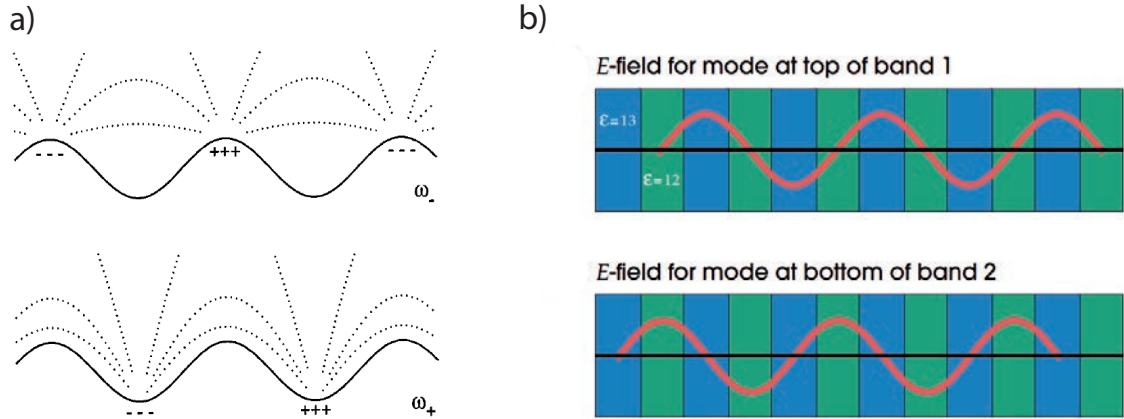 a)
- - -
+++
- - -
ω-
- - -
+++
ω+
b)
E-field for mode at top of band 1
ε=13
ε=12
E-field for mode at bottom of band 2